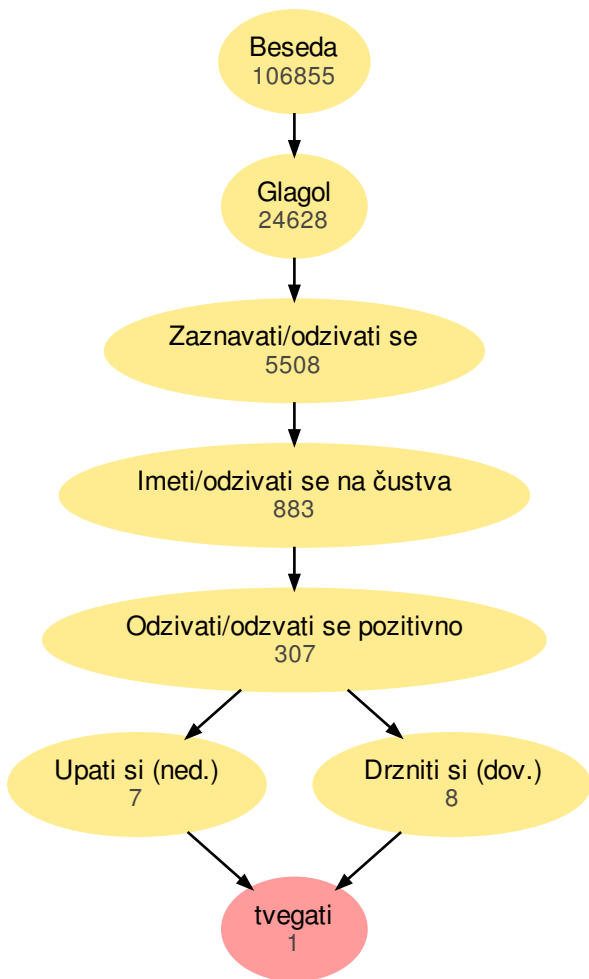 Beseda
106855
Glagol
24628
Zaznavati/odzivati se
5508
Imeti/odzivati se na čustva
883
Odzivati/odzvati se pozitivno
307
Upati si (ned.)
7
Drzniti si (dov.)
8
tvegati
1